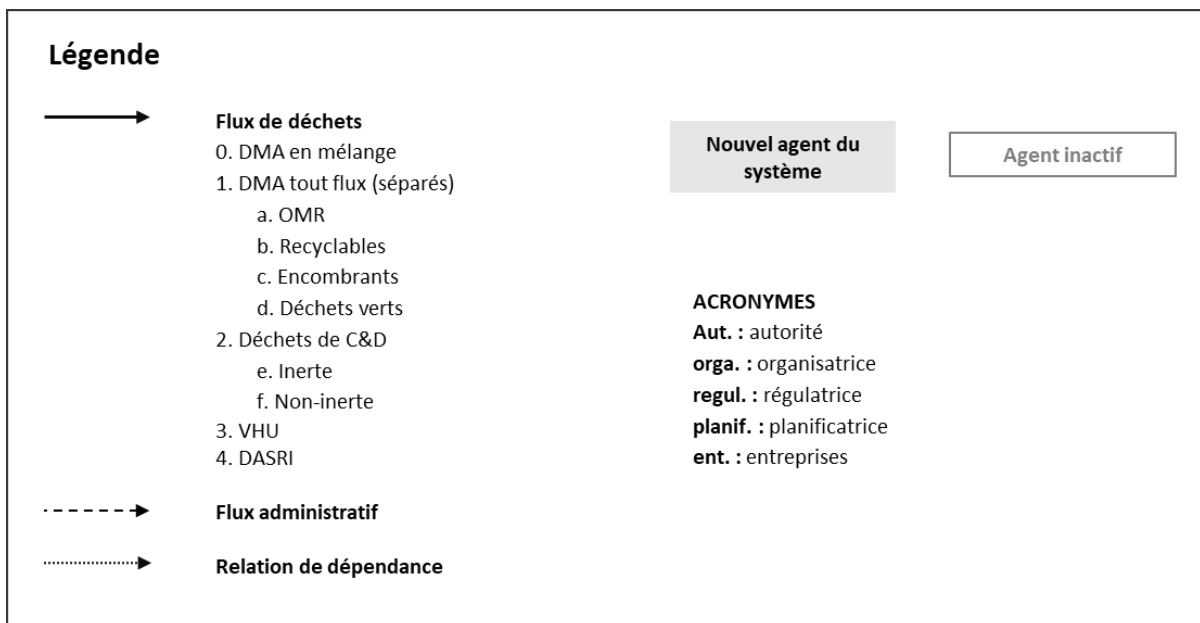 Légende
Flux de déchets
0. DMA en mélange
1. DMA tout flux (séparés)
a. OMR
b. Recyclables
c. Encombrants
d. Déchets verts
2. Déchets de C&D
e. Inerte
f. Non-inerte
3. VHU
4. DASRI
Flux administratif
Relation de dépendance
Nouvel agent du
système
Agent inactif
ACRONYMES
Aut. : autorité
orga. : organisatrice
regul. : régulatrice
planif. : planificatrice
ent. : entreprises